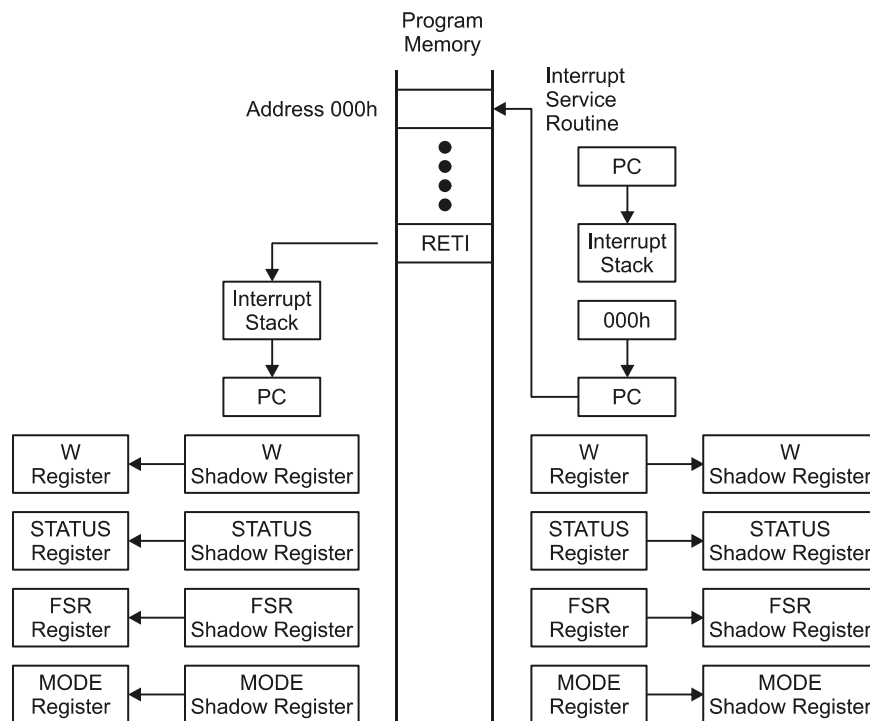 Program
Memory
Address 000h
Interrupt
Service
Routine
PC
Interrupt
Stack
000h
PC
RETI
Interrupt
Stack
PC
W
Register
W
Shadow Register
STATUS
Register
STATUS
Shadow Register
FSR
Register
FSR
Shadow Register
MODE
Register
MODE
Shadow Register
W
Register
W
Shadow Register
STATUS
Register
STATUS
Shadow Register
FSR
Register
FSR
Shadow Register
MODE
Register
MODE
Shadow Register